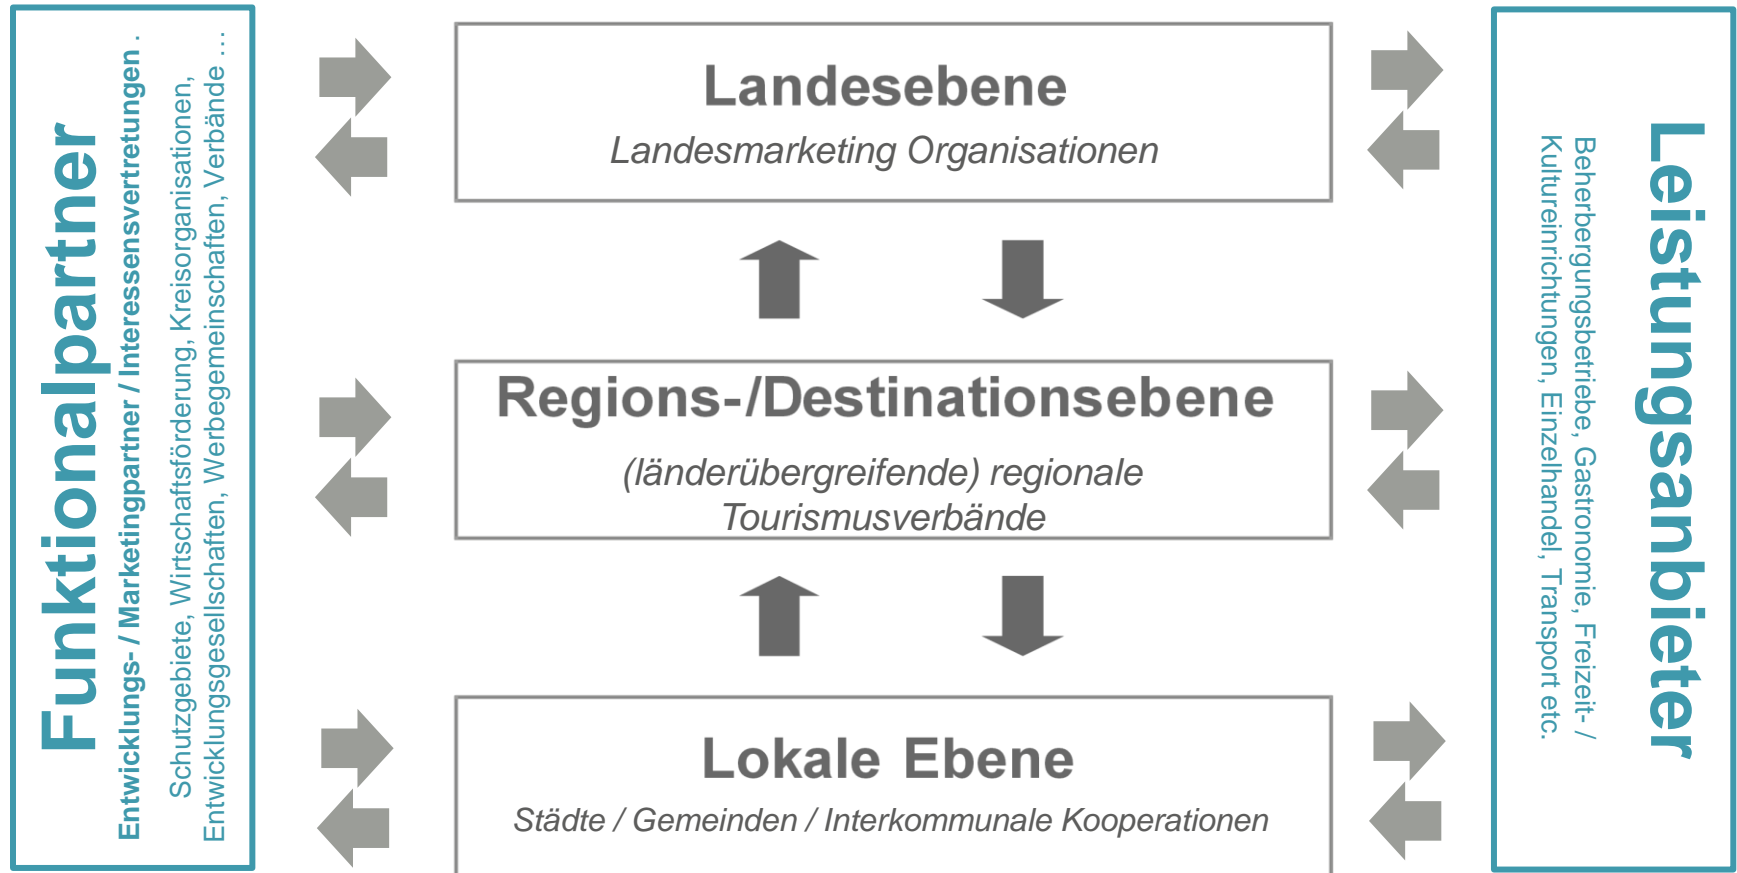 Funktionalpartner
Entwicklungs- / Marketingpartner / Interessensvertretungen .
Schutzgebiete, Wirtschaftsförderung, Kreisorganisationen,
Entwicklungsgesellschaften, Werbegemeinschaften, Verbände …
Landesebene
Landesmarketing Organisationen
Regions-/Destinationsebene
(länderübergreifende) regionale
Tourismusverbände
Lokale Ebene
Städte / Gemeinden / Interkommunale Kooperationen
Leistungsanbieter
Beherbergungsbetriebe, Gastronomie, Freizeit- /
Kultureinrichtungen, Einzelhandel, Transport etc.